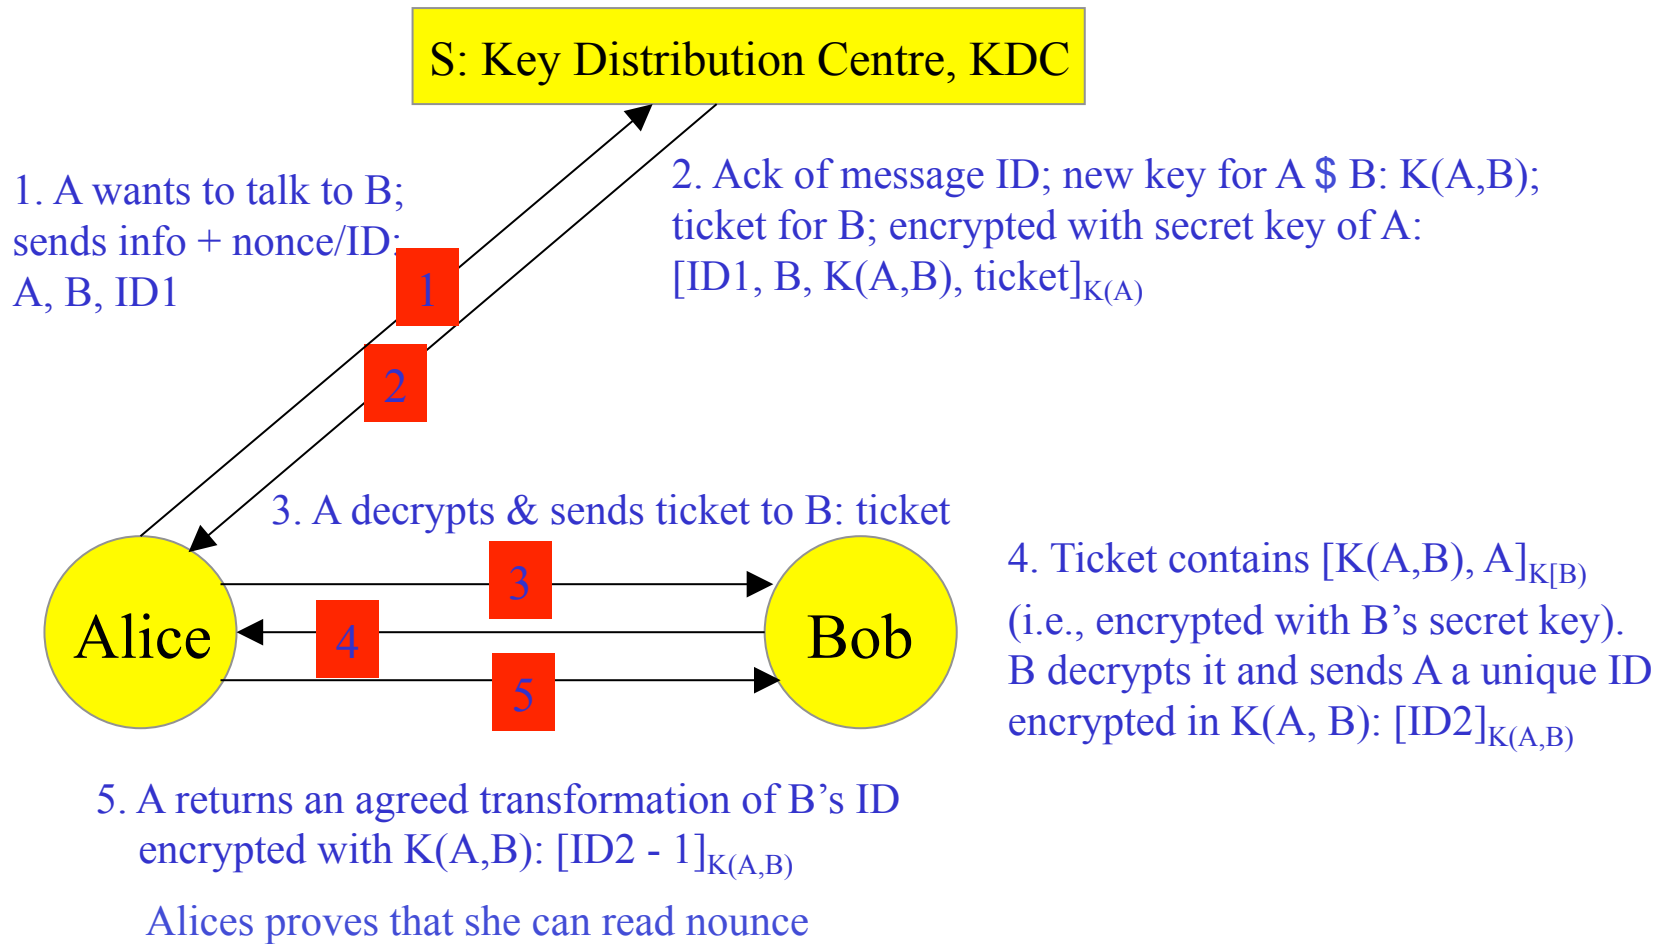 S: Key Distribution Centre, KDC
1. A wants to talk to B;
sends info + nonce/ID:
A, B, ID1
2. Ack of message ID; new key for A $ B: K(A,B);
ticket for B; encrypted with secret key of A:
[ID1, B, K(A,B), ticket]K(A)
1
2
3. A decrypts & sends ticket to B: ticket
3
4
5
Alice
Bob
4. Ticket contains [K(A,B), A]K[B)
(i.e., encrypted with B’s secret key).
B decrypts it and sends A a unique ID
encrypted in K(A, B): [ID2]K(A,B)
5. A returns an agreed transformation of B’s ID
encrypted with K(A,B): [ID2 - 1]K(A,B)
Alices proves that she can read nounce